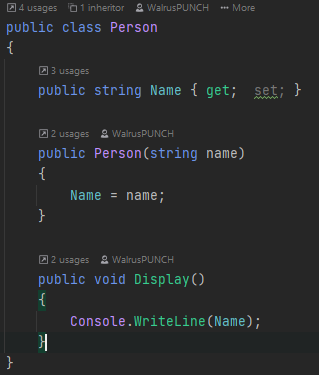 4 usages 1 inheritor WalrusPUNCH More
public class Person
{
3 usages
public string Name { get; set; }
2 usages WalrusPUNCH
public Person(string name)
{
Name = name;
}
2 usages WalrusPUNCH
public void Display()
{
Console.WriteLine(Name);
}
}